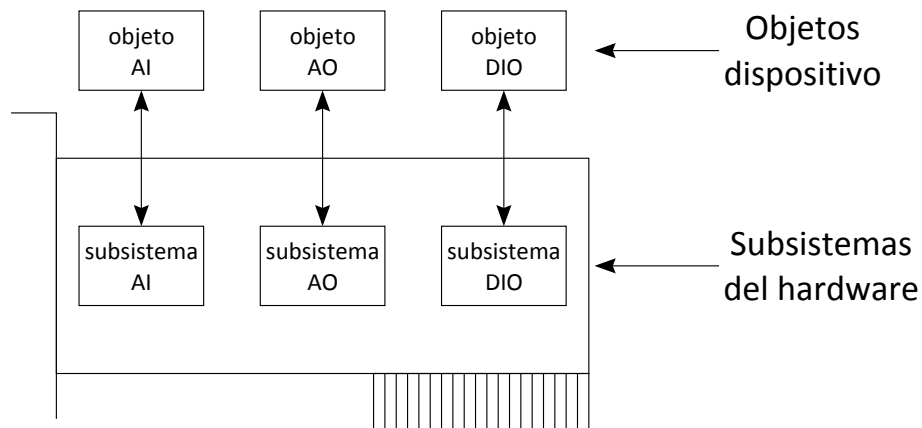 objeto
AI
objeto
AO
objeto
DIO
Objetos
dispositivo
subsistema
AI
subsistema
AO
subsistema
DIO
Subsistemas
del hardware